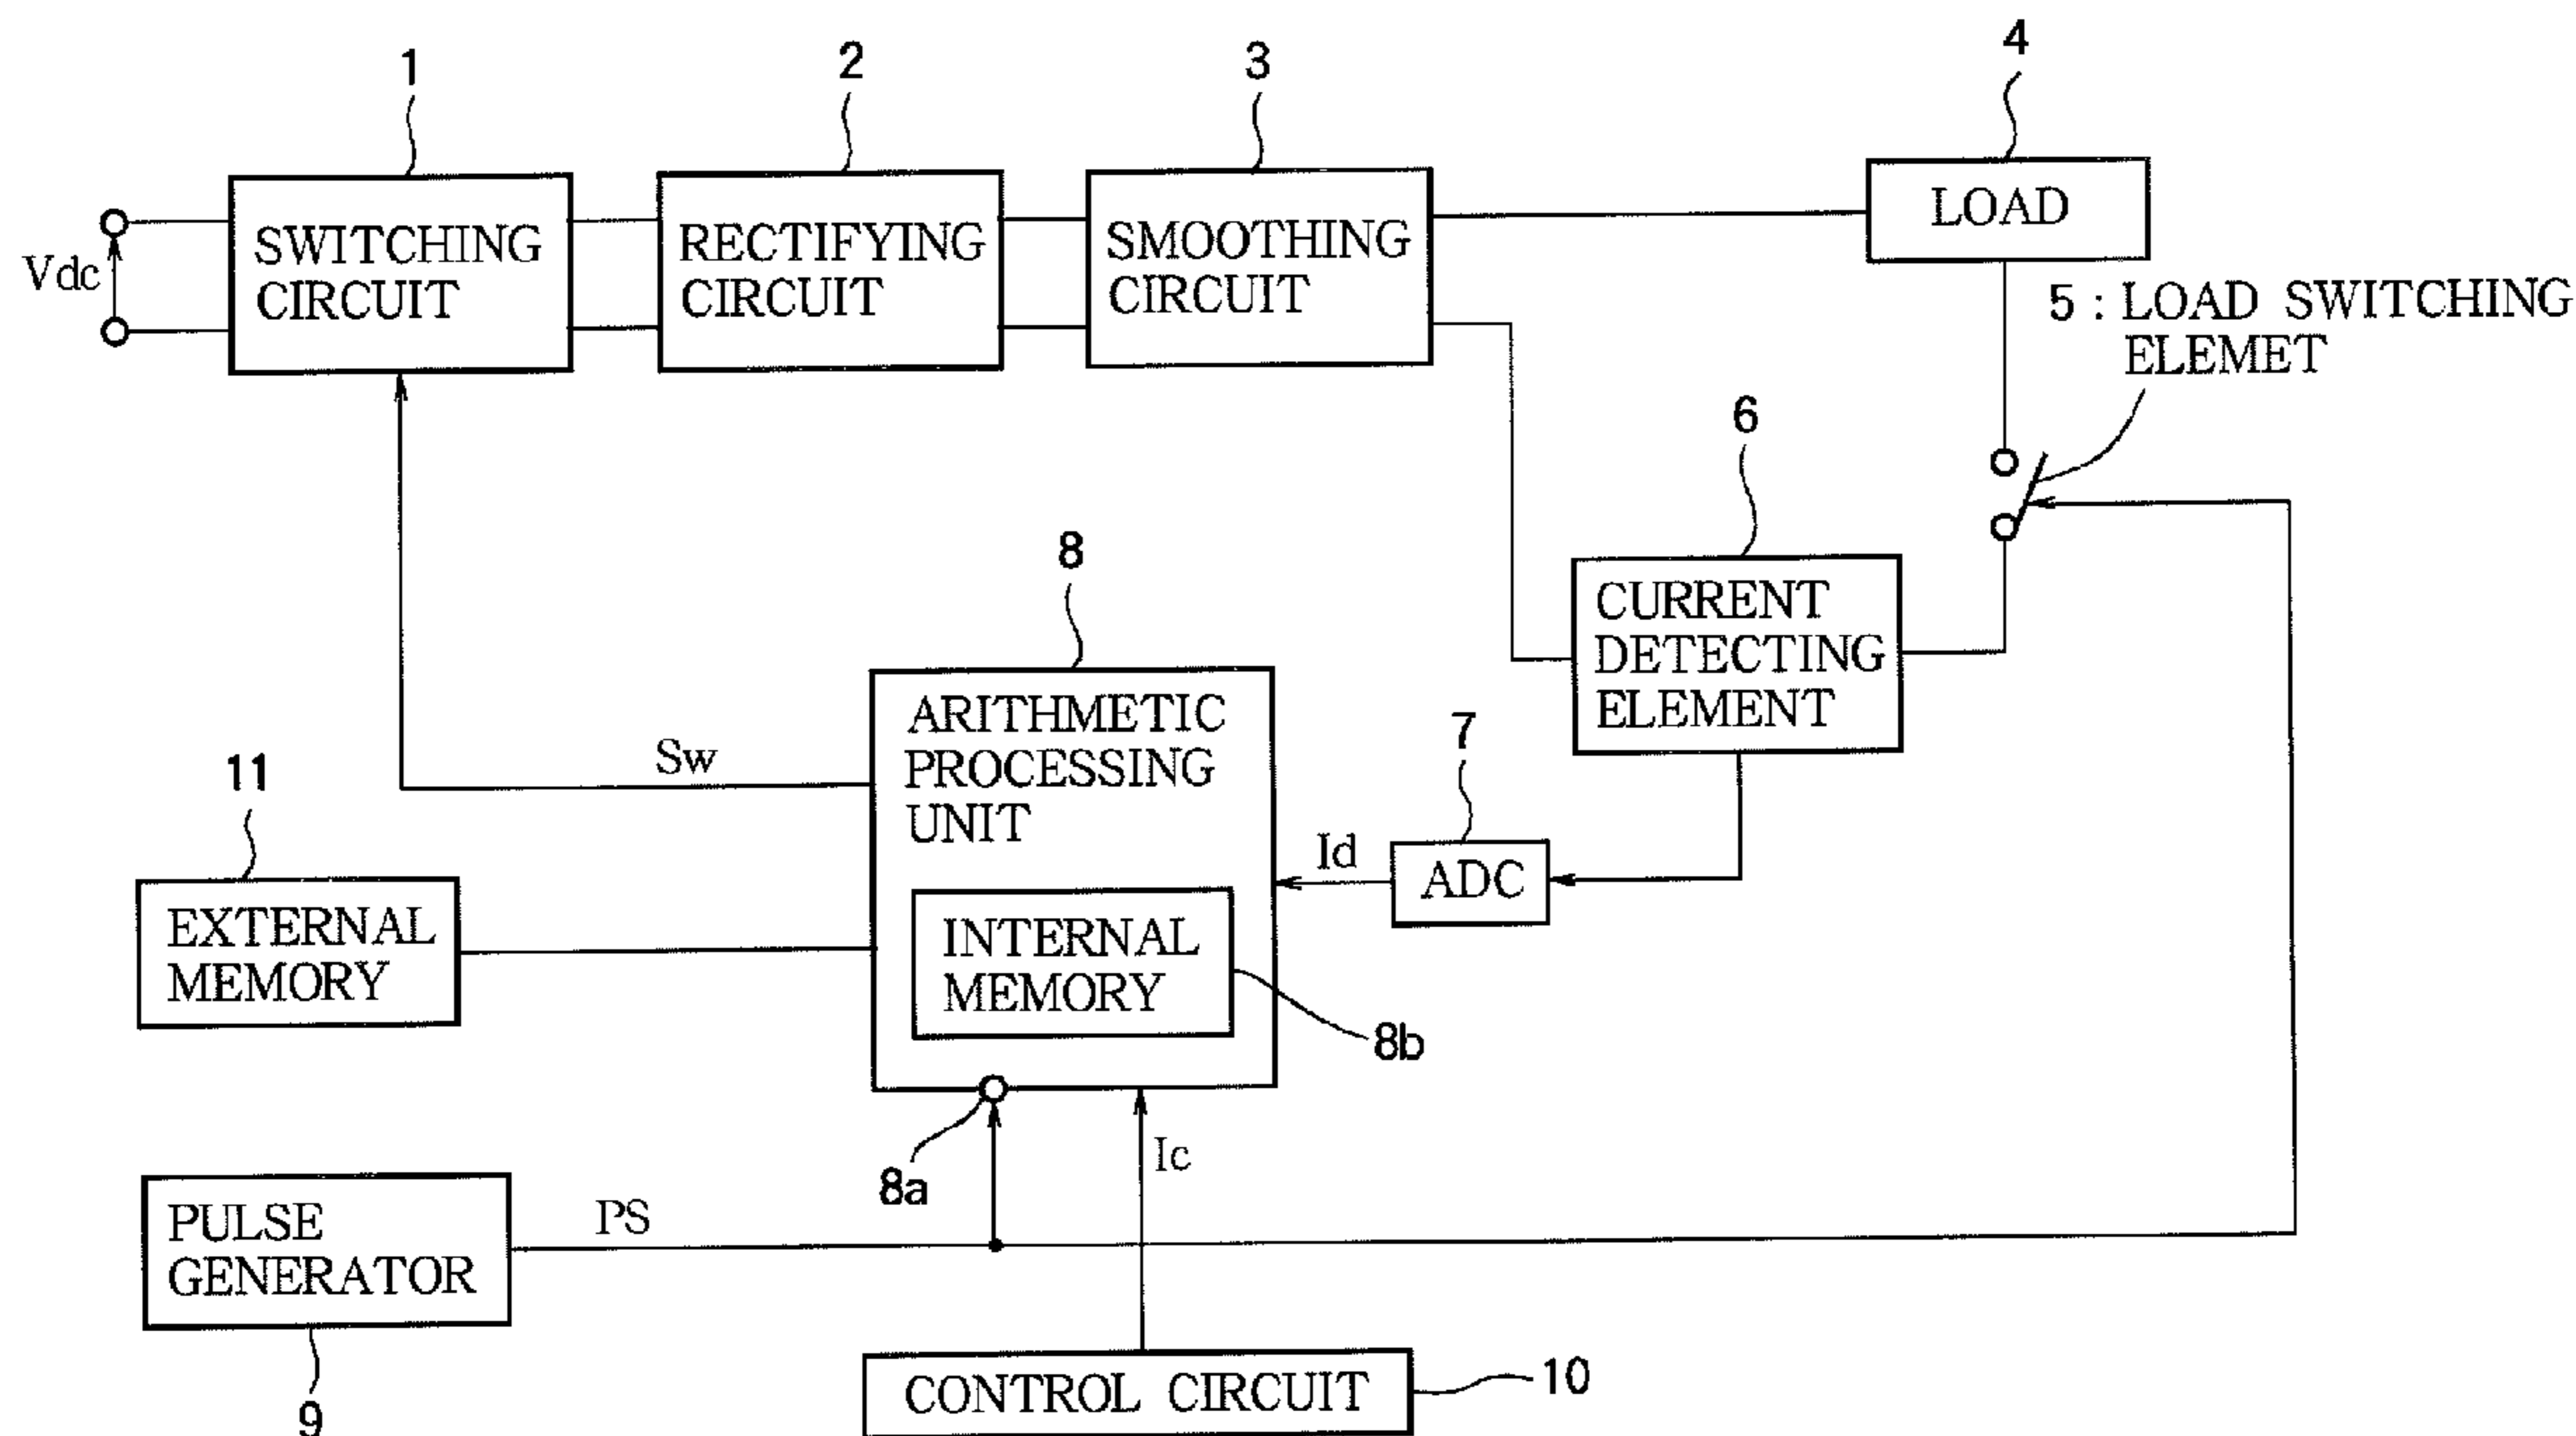 1
2
3
4
Vdc
SWITCHING
CIRCUIT
RECTIFYING
CIRCUIT
SMOOTHING
CIRCUIT
LOAD
5 : LOAD SWITCHING
ELEMET
6
CURRENT
DETECTING
ELEMENT
8
ARITHMETIC
PROCESSING
UNIT
7
ADC
Id
Sw
11
EXTERNAL
MEMORY
INTERNAL
MEMORY
8b
8a
Ic
PULSE
GENERATOR
PS
9
CONTROL CIRCUIT
10